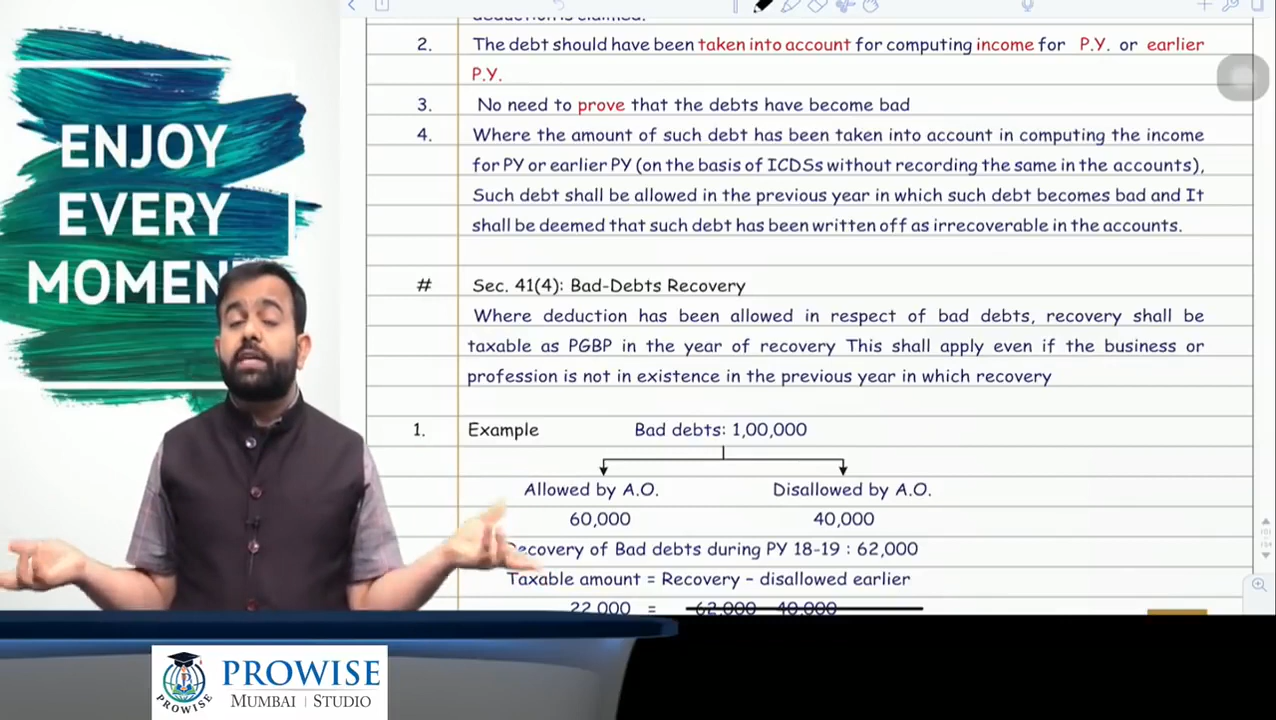 ENJOY
EVERY
MOMEN
deduction is claimed.
2. The debt should have been taken into account for computing income for P.Y. or earlier
P.Y.
3. No need to prove that the debts have become bad
4. Where the amount of such debt has been taken into account in computing the income
for PY or earlier PY (on the basis of ICDSs without recording the same in the accounts),
Such debt shall be allowed in the previous year in which such debt becomes bad and It
shall be deemed that such debt has been written off as irrecoverable in the accounts.
# Sec. 41(4): Bad-Debts Recovery
Where deduction has been allowed in respect of bad debts, recovery shall be
taxable as PGBP in the year of recovery This shall apply even if the business or
profession is not in existence in the previous year in which recovery
1. Example Bad debts: 1,00,000
Allowed by A.O. Disallowed by A.O.
60,000 40,000
ecovery of Bad debts during PY 18-19 : 62,000
Taxable amount = Recovery – disallowed earlier
22,000 = 62,000 40,000
PROWISE
PROWISE
MUMBAI | STUDIO